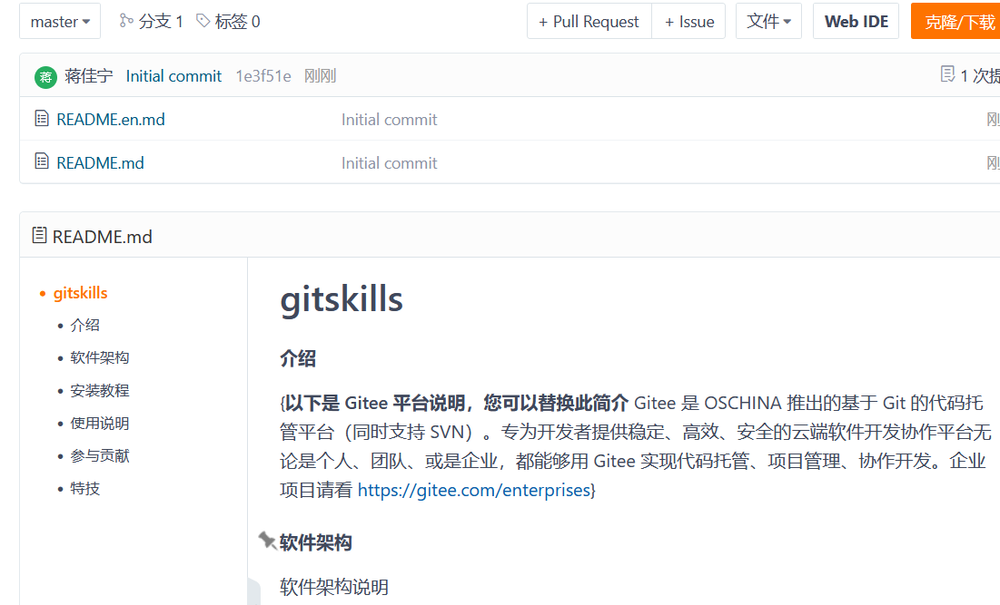 master 分支 1 标签 0 + Pull Request + Issue 文件 Web IDE 克隆/下载
蒋 蒋佳宁 Initial commit 1e3f51e 刚刚 1 次提
README.en.md Initial commit 刚
README.md Initial commit 刚
README.md
gitskills
介绍
软件架构
安装教程
使用说明
参与贡献
特技
gitskills
介绍
{以下是 Gitee 平台说明，您可以替换此简介 Gitee 是 OSCHINA 推出的基于 Git 的代码托
管平台（同时支持 SVN）。专为开发者提供稳定、高效、安全的云端软件开发协作平台无
论是个人、团队、或是企业，都能够用 Gitee 实现代码托管、项目管理、协作开发。企业
项目请看 https://gitee.com/enterprises}
软件架构
软件架构说明